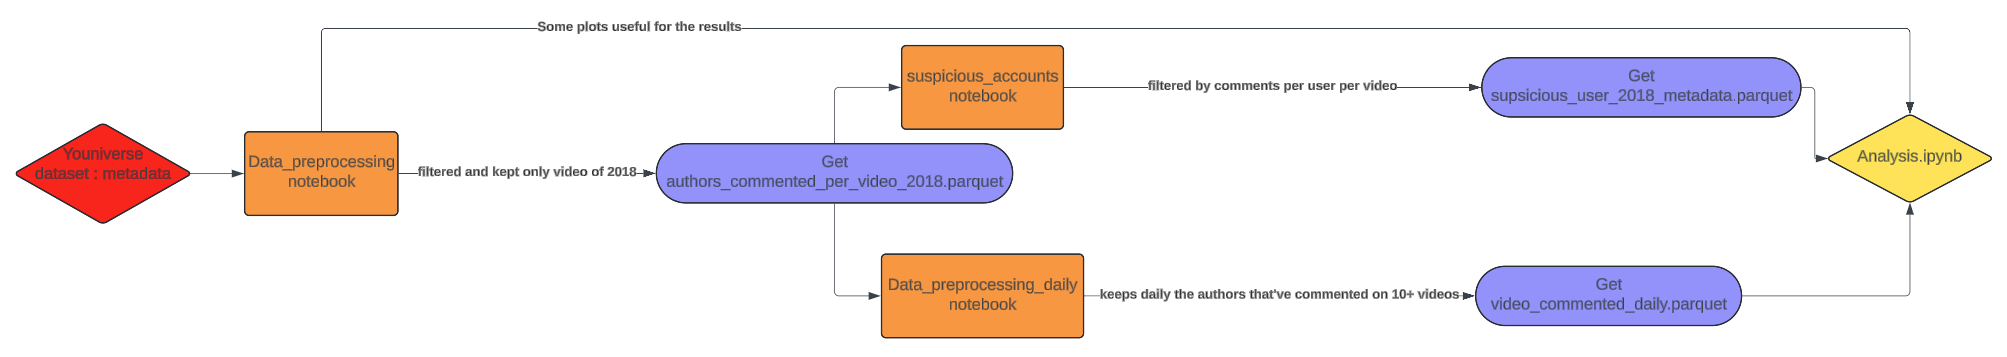 Some plots useful for the results
suspicious_accounts
notebook
filtered by comments per user per video
Get
supsicious_user_2018_metadata.parquet
Youniverse
dataset : metadata
Data_preprocessing
notebook
filtered and kept only video of 2018
Get
authors_commented_per_video_2018.parquet
Analysis.ipynb
Data_preprocessing_daily
notebook
keeps daily the authors that've commented on 10+ videos
Get
video_commented_daily.parquet